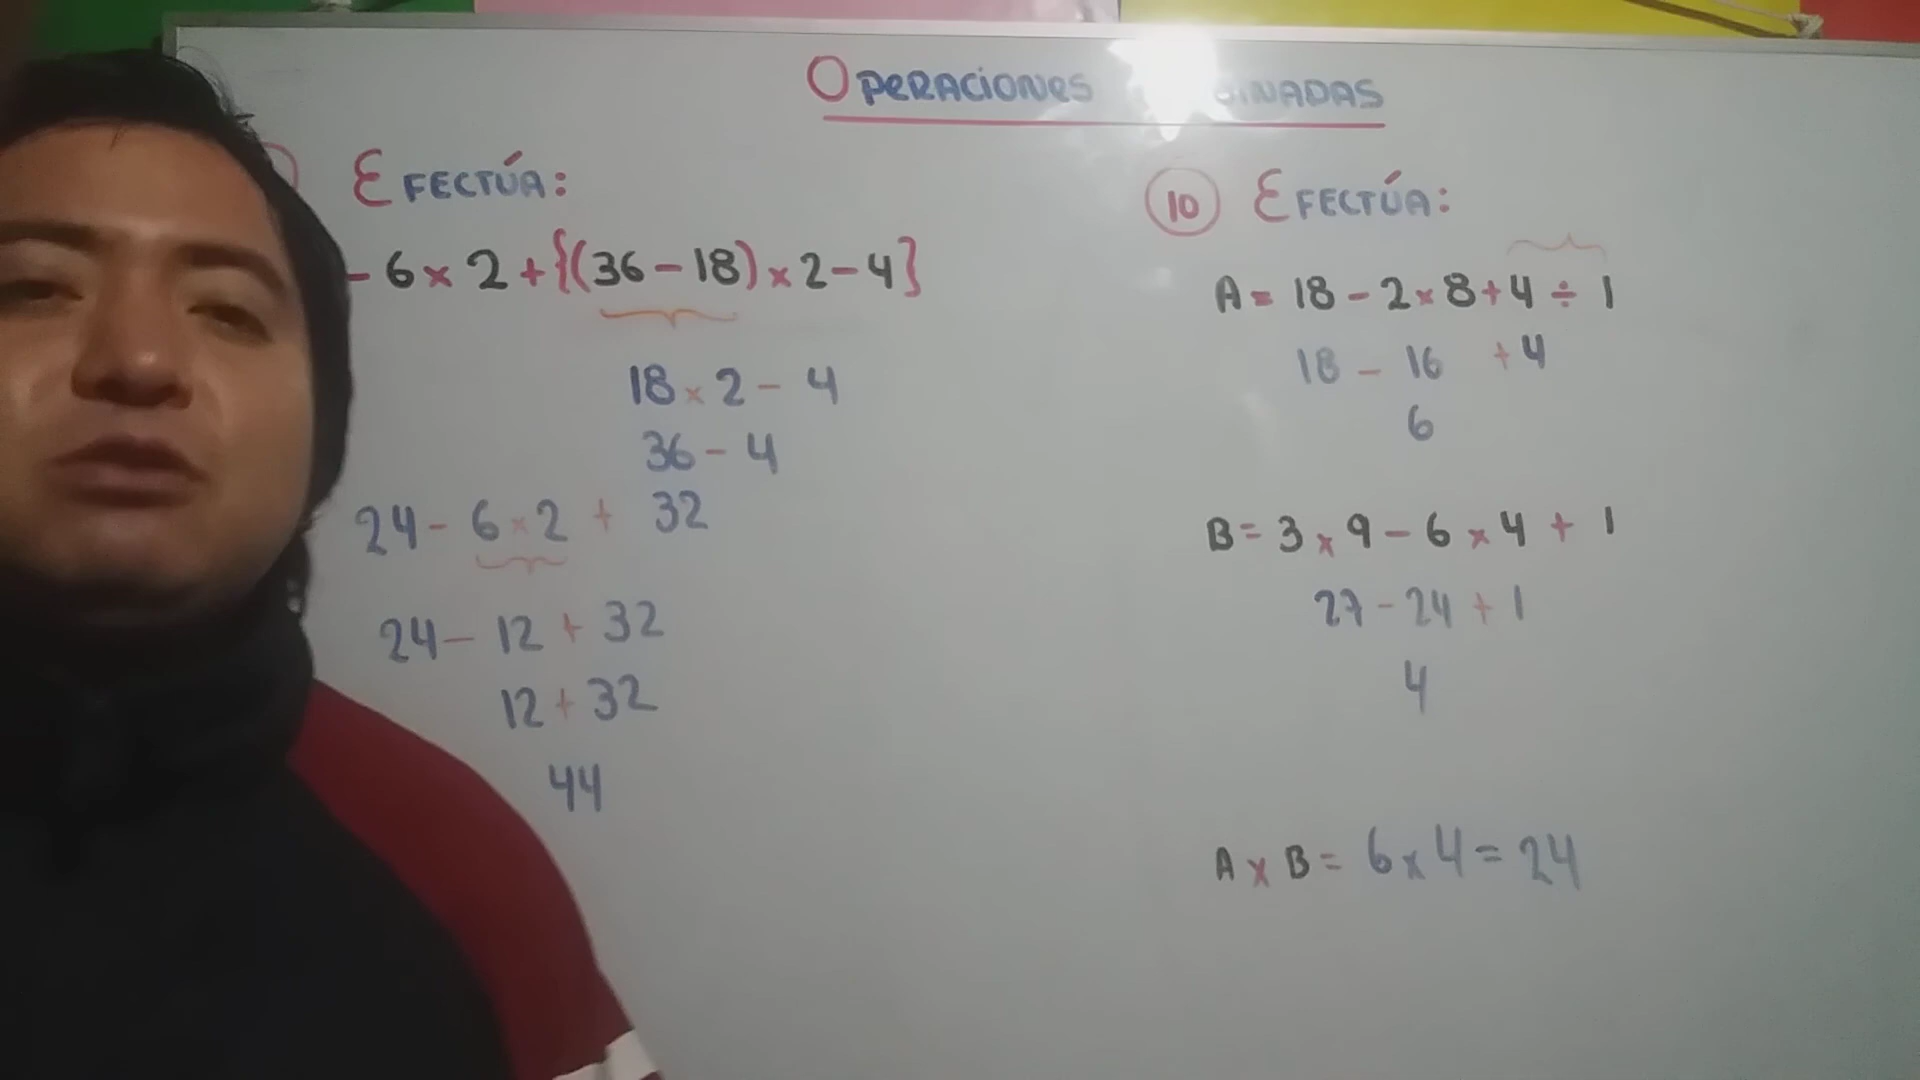 OPERACIONES
EFECTÚA:
- 6 × 2 + {(36 - 18) × 2 - 4}
18 × 2 - 4
36 - 4
24 - 6 × 2 + 32
24 - 12 + 32
12 + 32
44
10 EFECTÚA:
A = 18 - 2 × 8 + 4 ÷ 1
18 - 16 + 4
6
B = 3 × 9 - 6 × 4 + 1
27 - 24 + 1
4
A × B = 6 × 4 = 24